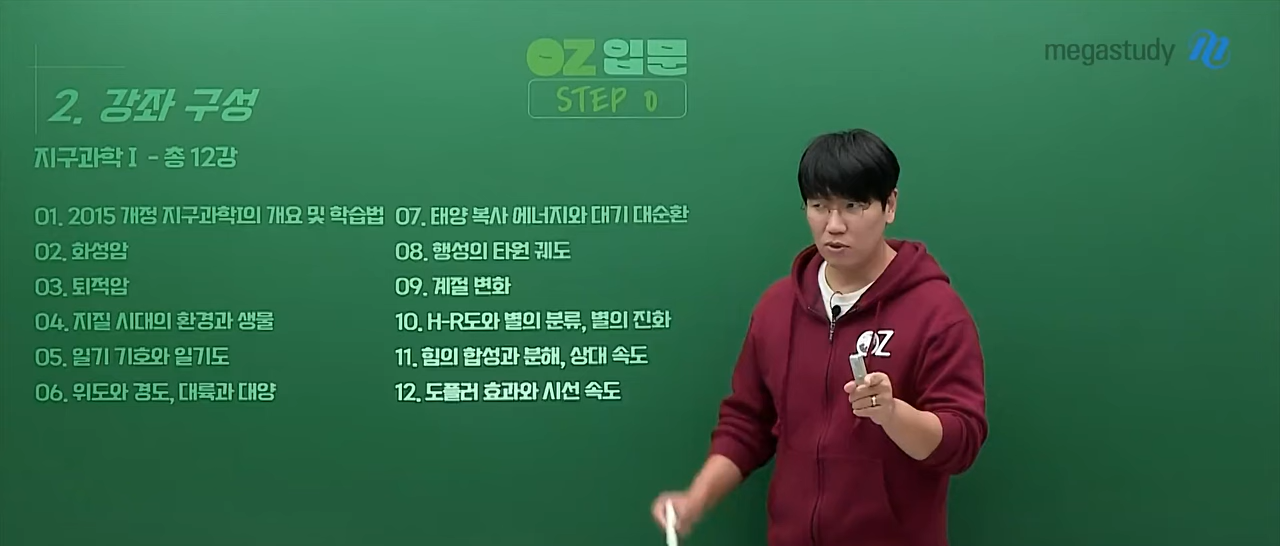 OZ 입문
STEP 0
megastudy
2. 강좌 구성
지구과학 I - 총 12강
01. 2015 개정 지구과학I의 개요 및 학습법
02. 화성암
03. 퇴적암
04. 지질 시대의 환경과 생물
05. 일기 기호와 일기도
06. 위도와 경도, 대륙과 대양
07. 태양 복사 에너지와 대기 대순환
08. 행성의 타원 궤도
09. 계절 변화
10. H-R도와 별의 분류, 별의 진화
11. 힘의 합성과 분해, 상대 속도
12. 도플러 효과와 시선 속도
OZ